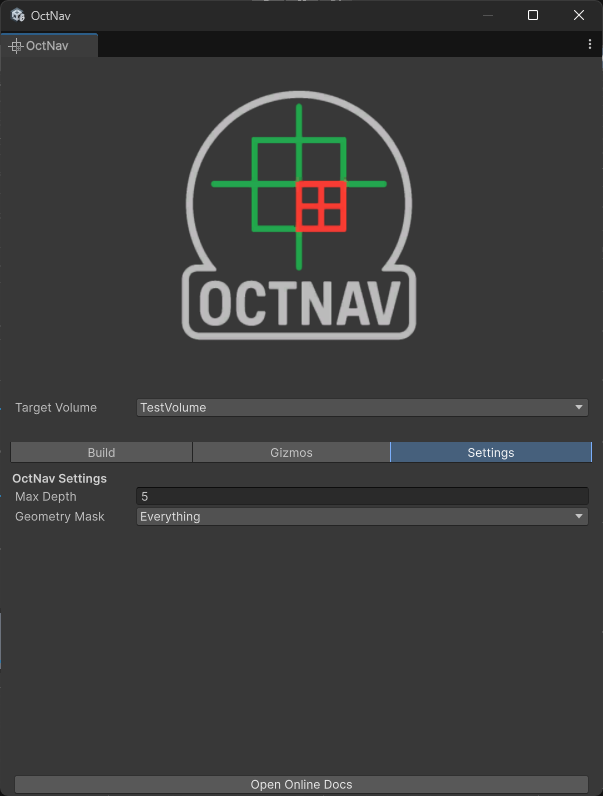 OctNav
OctNav
OCTNAV
Target Volume TestVolume
Build Gizmos Settings
OctNav Settings
Max Depth 5
Geometry Mask Everything
Open Online Docs